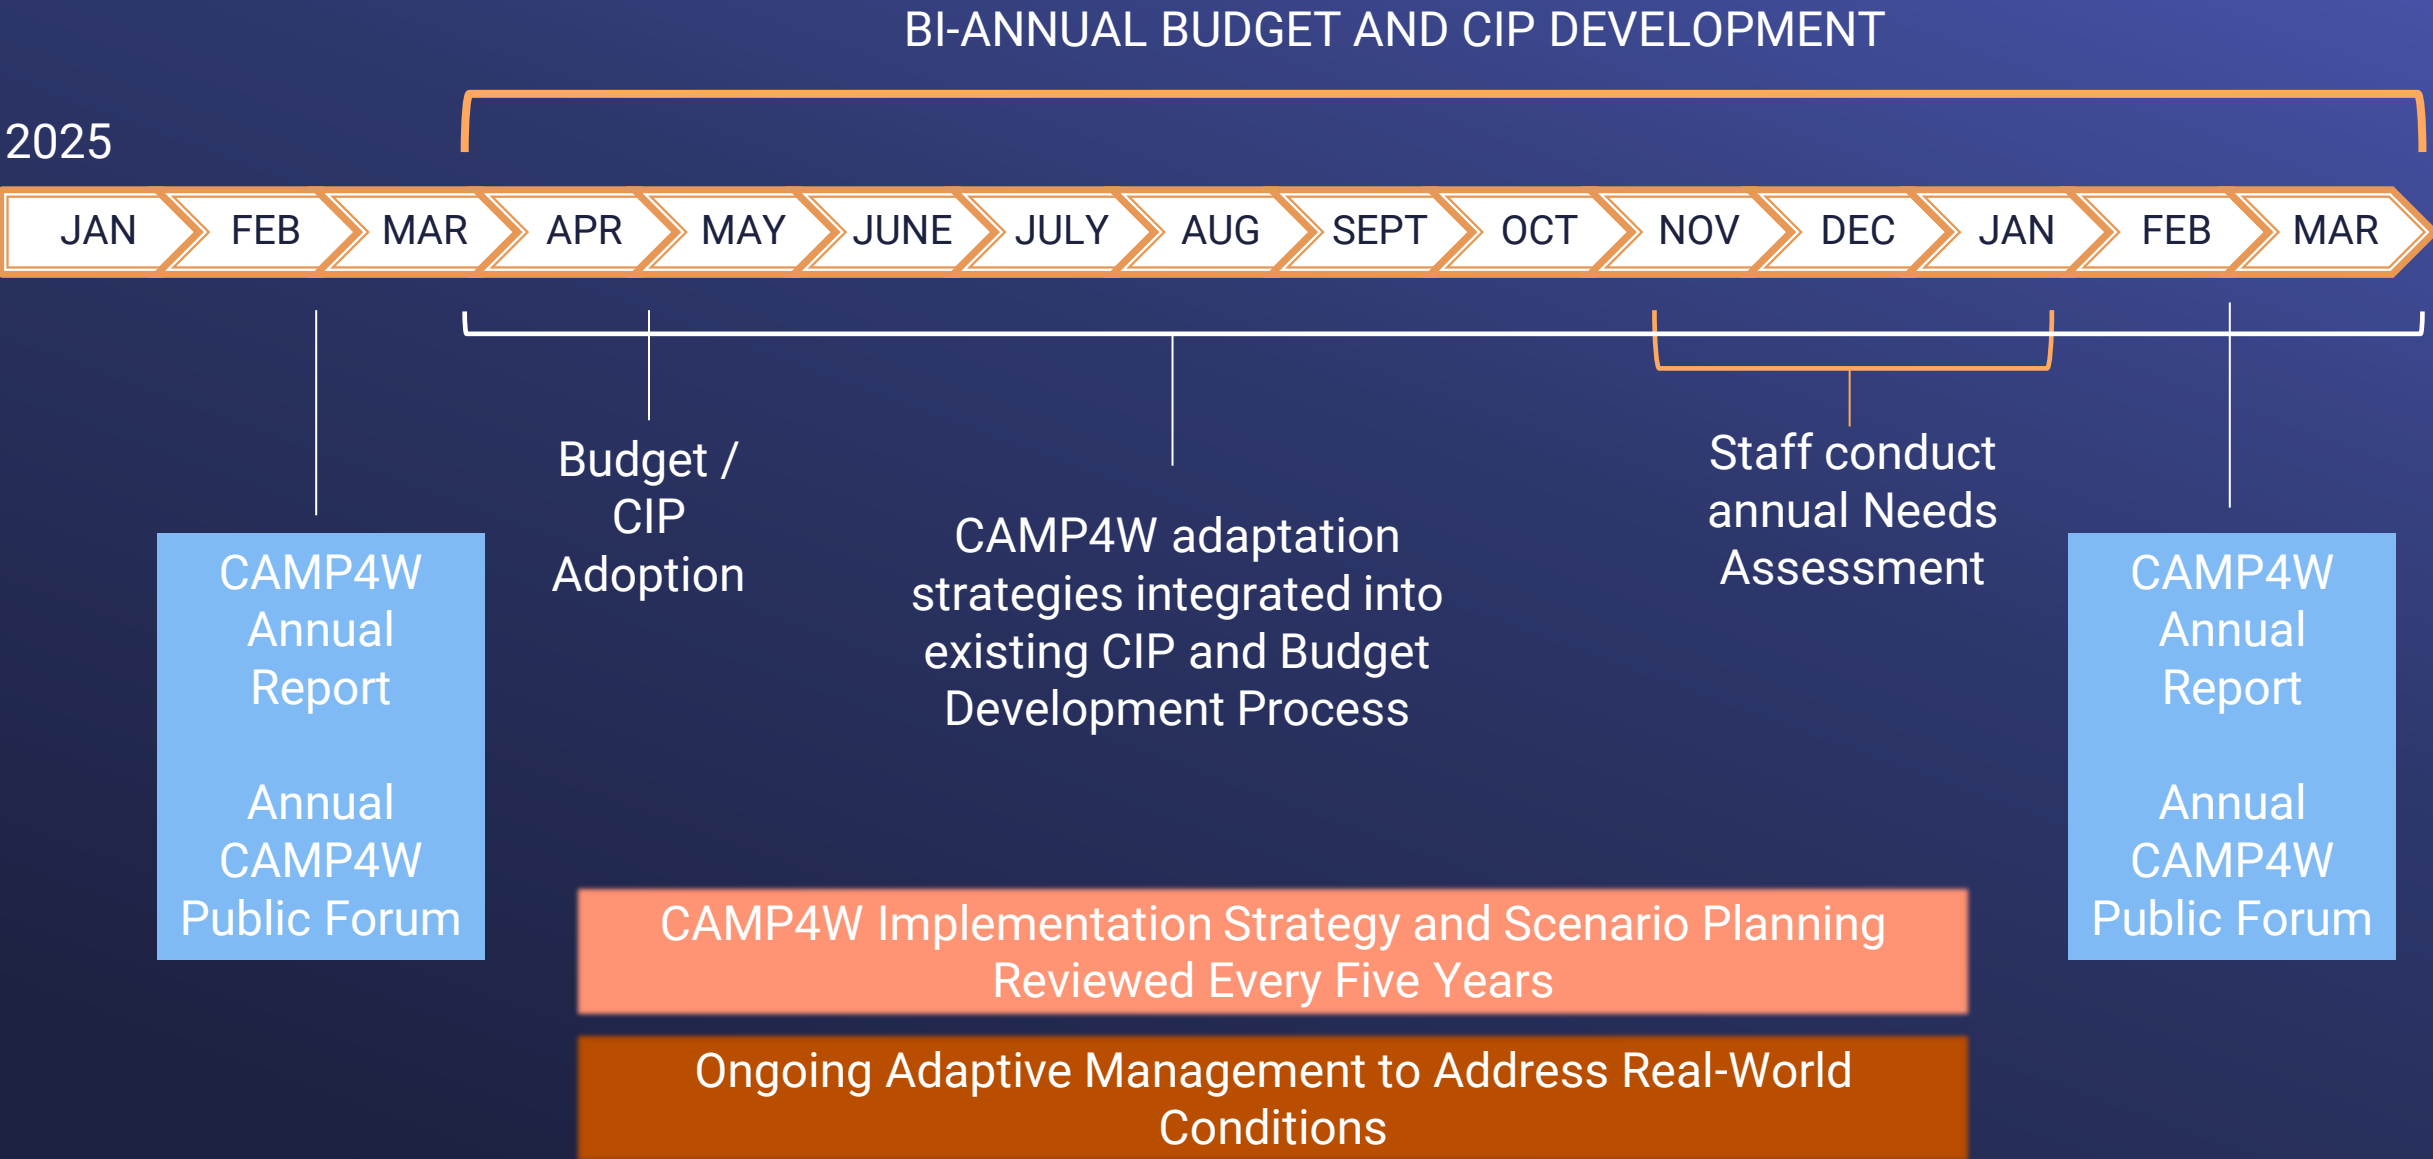 BI-ANNUAL BUDGET AND CIP DEVELOPMENT
2025
JAN FEB MAR APR MAY JUNE JULY AUG SEPT OCT NOV DEC JAN FEB MAR
CAMP4W
Annual
Report
Annual
CAMP4W
Public Forum
Budget /
CIP
Adoption
CAMP4W adaptation
strategies integrated into
existing CIP and Budget
Development Process
Staff conduct
annual Needs
Assessment
CAMP4W
Annual
Report
Annual
CAMP4W
Public Forum
CAMP4W Implementation Strategy and Scenario Planning
Reviewed Every Five Years
Ongoing Adaptive Management to Address Real-World
Conditions